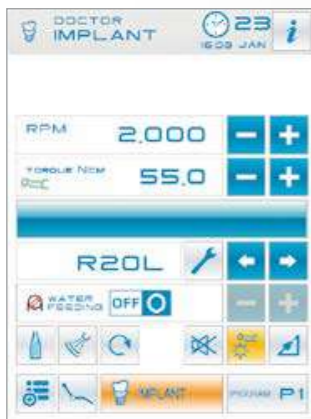 DOCTOR
IMPLANT
23
16:09 JAN
i
RPM 2.000 - +
TORQUE NCM 55.0 - +
R20L
WATER FEEDING OFF - +
IMPLANT PROGRAM P1